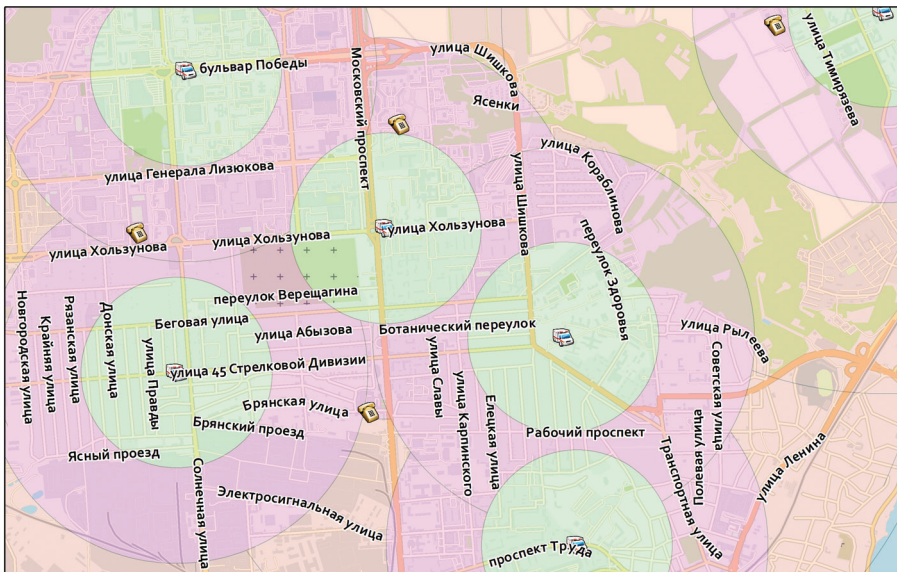 улица Шишкова
улица Тимирязева
бульвар Победы
Московский проспект
Ясенки
улица Кораблинова
улица Генерала Лизюкова
улица Шишкова
улица Хользунова
улица Хользунова
улица Хользунова
переулок Здоровья
переулок Верещагина
Новгородская улица
Крайняя улица
Рязанская улица
Донская улица
Беговая улица
улица Абызова
Ботанический переулок
улица Рылеева
улица Правды
улица 45 Стрелковой Дивизии
улица Славы
улица Карпинского
Елецкая улица
Советская улица
Брянская улица
Брянский проезд
Рабочий проспект
Полевая улица
Транспортная улица
улица Ленина
Ясный проезд
Солнечная улица
Электросигнальная улица
проспект Труда